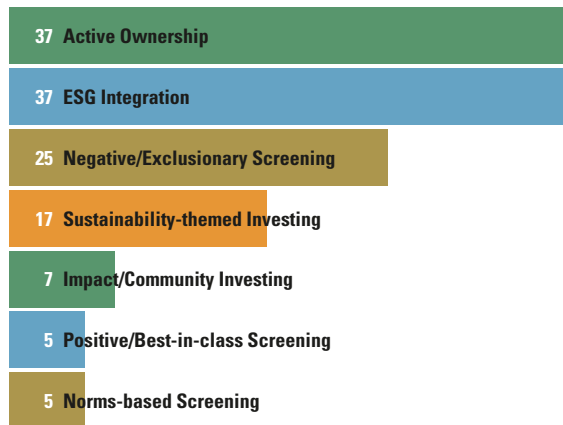 37 Active Ownership
37 ESG Integration
25 Negative/Exclusionary Screening
17 Sustainability-themed Investing
7 Impact/Community Investing
5 Positive/Best-in-class Screening
5 Norms-based Screening